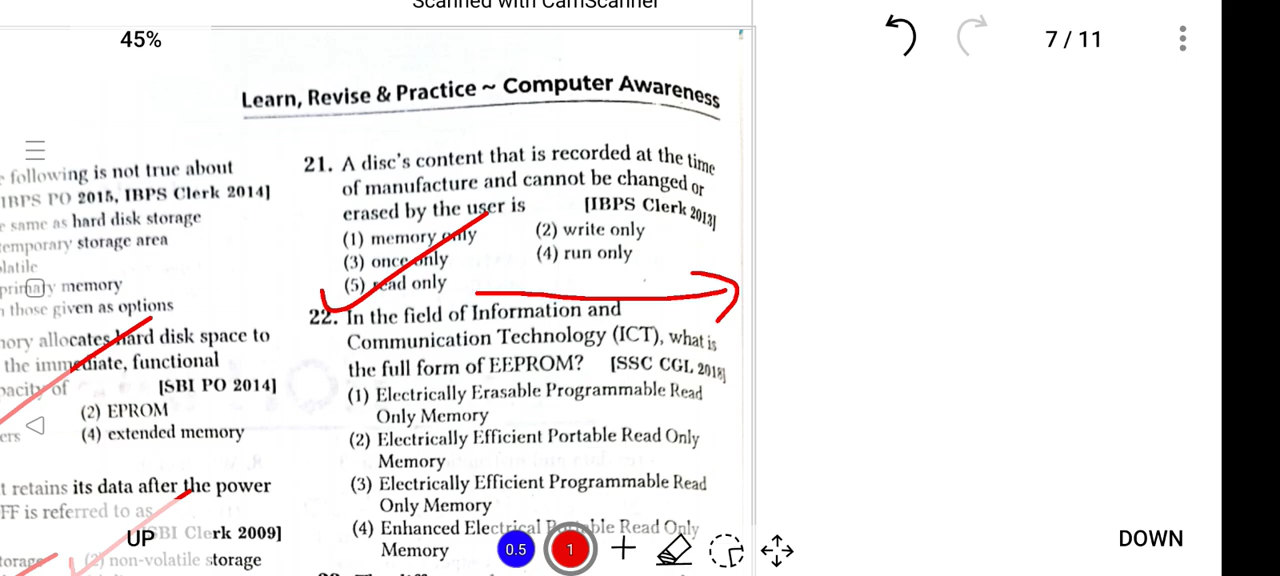 Scanned with CamScanner
45%
7 / 11
Learn, Revise & Practice ~ Computer Awareness
following is not true about
IBPS PO 2015, IBPS Clerk 2014]
same as hard disk storage
temporary storage area
primary memory
those given as options
allocates hard disk space to
the immediate, functional
of [SBI PO 2014]
(2) EPROM
(4) extended memory
retains its data after the power
FF is referred to as
SBI Clerk 2009]
(2) non-volatile storage
21. A disc's content that is recorded at the time
of manufacture and cannot be changed or
erased by the user is [IBPS Clerk 2013]
(1) memory only (2) write only
(3) once only (4) run only
(5) read only
22. In the field of Information and
Communication Technology (ICT), what is
the full form of EEPROM? [SSC CGL 2018]
(1) Electrically Erasable Programmable Read
Only Memory
(2) Electrically Efficient Portable Read Only
Memory
(3) Electrically Efficient Programmable Read
Only Memory
(4) Enhanced Electrical Portable Read Only
Memory
UP
0.5
1
DOWN